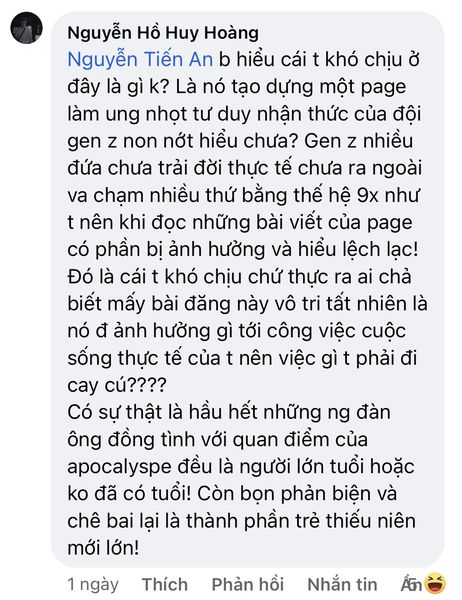 Nguyễn Hồ Huy Hoàng
Nguyễn Tiến An b hiểu cái t khó chịu ở
đây là gì k? Là nó tạo dựng một page
làm ung nhọt tư duy nhận thức của đội
gen z non nớt hiểu chưa? Gen z nhiều
đứa chưa trải đời thực tế chưa ra ngoài
va chạm nhiều thứ bằng thế hệ 9x như
t nên khi đọc những bài viết của page
có phần bị ảnh hưởng và hiểu lệch lạc!
Đó là cái t khó chịu chứ thực ra ai chả
biết mấy bài đăng này vô tri tất nhiên là
nó đ ảnh hưởng gì tới công việc cuộc
sống thực tế của t nên việc gì t phải đi
cay cú????
Có sự thật là hầu hết những ng đàn
ông đồng tình với quan điểm của
apocalyspe đều là người lớn tuổi hoặc
ko đã có tuổi! Còn bọn phản biện và
chê bai lại là thành phần trẻ thiếu niên
mới lớn!
1 ngày Thích Phản hồi Nhắn tin Ẩn